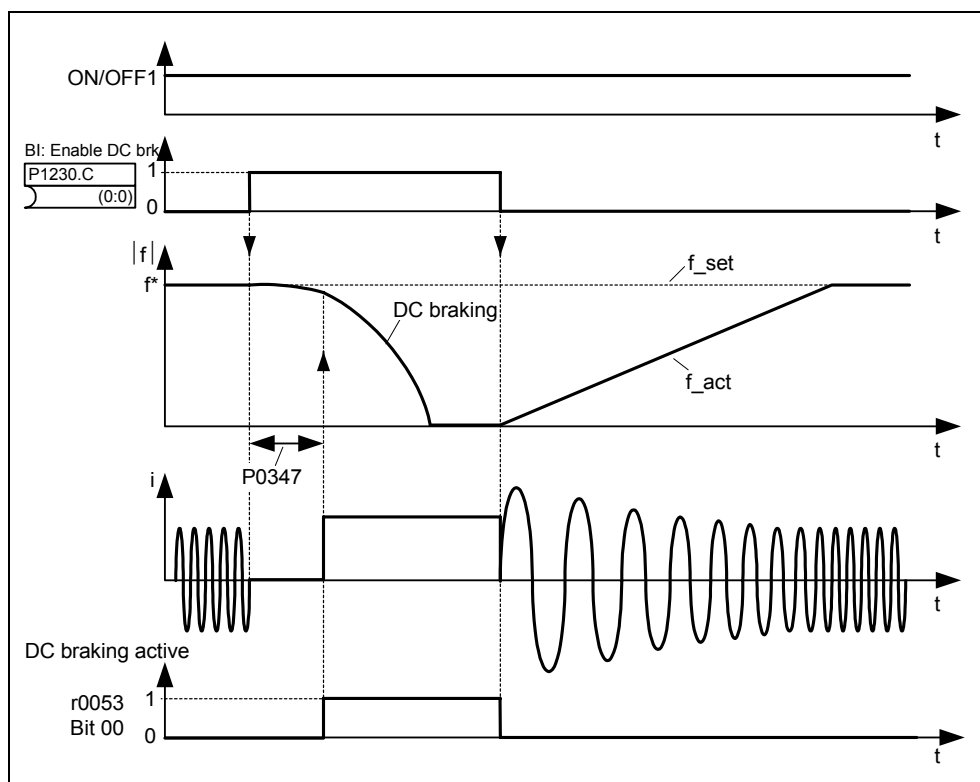 ON/OFF1
t
BI: Enable DC brk
P1230.C
(0:0)
1
0
t
|f|
f*
f_set
DC braking
f_act
t
P0347
i
t
DC braking active
r0053
Bit 00
1
0
t